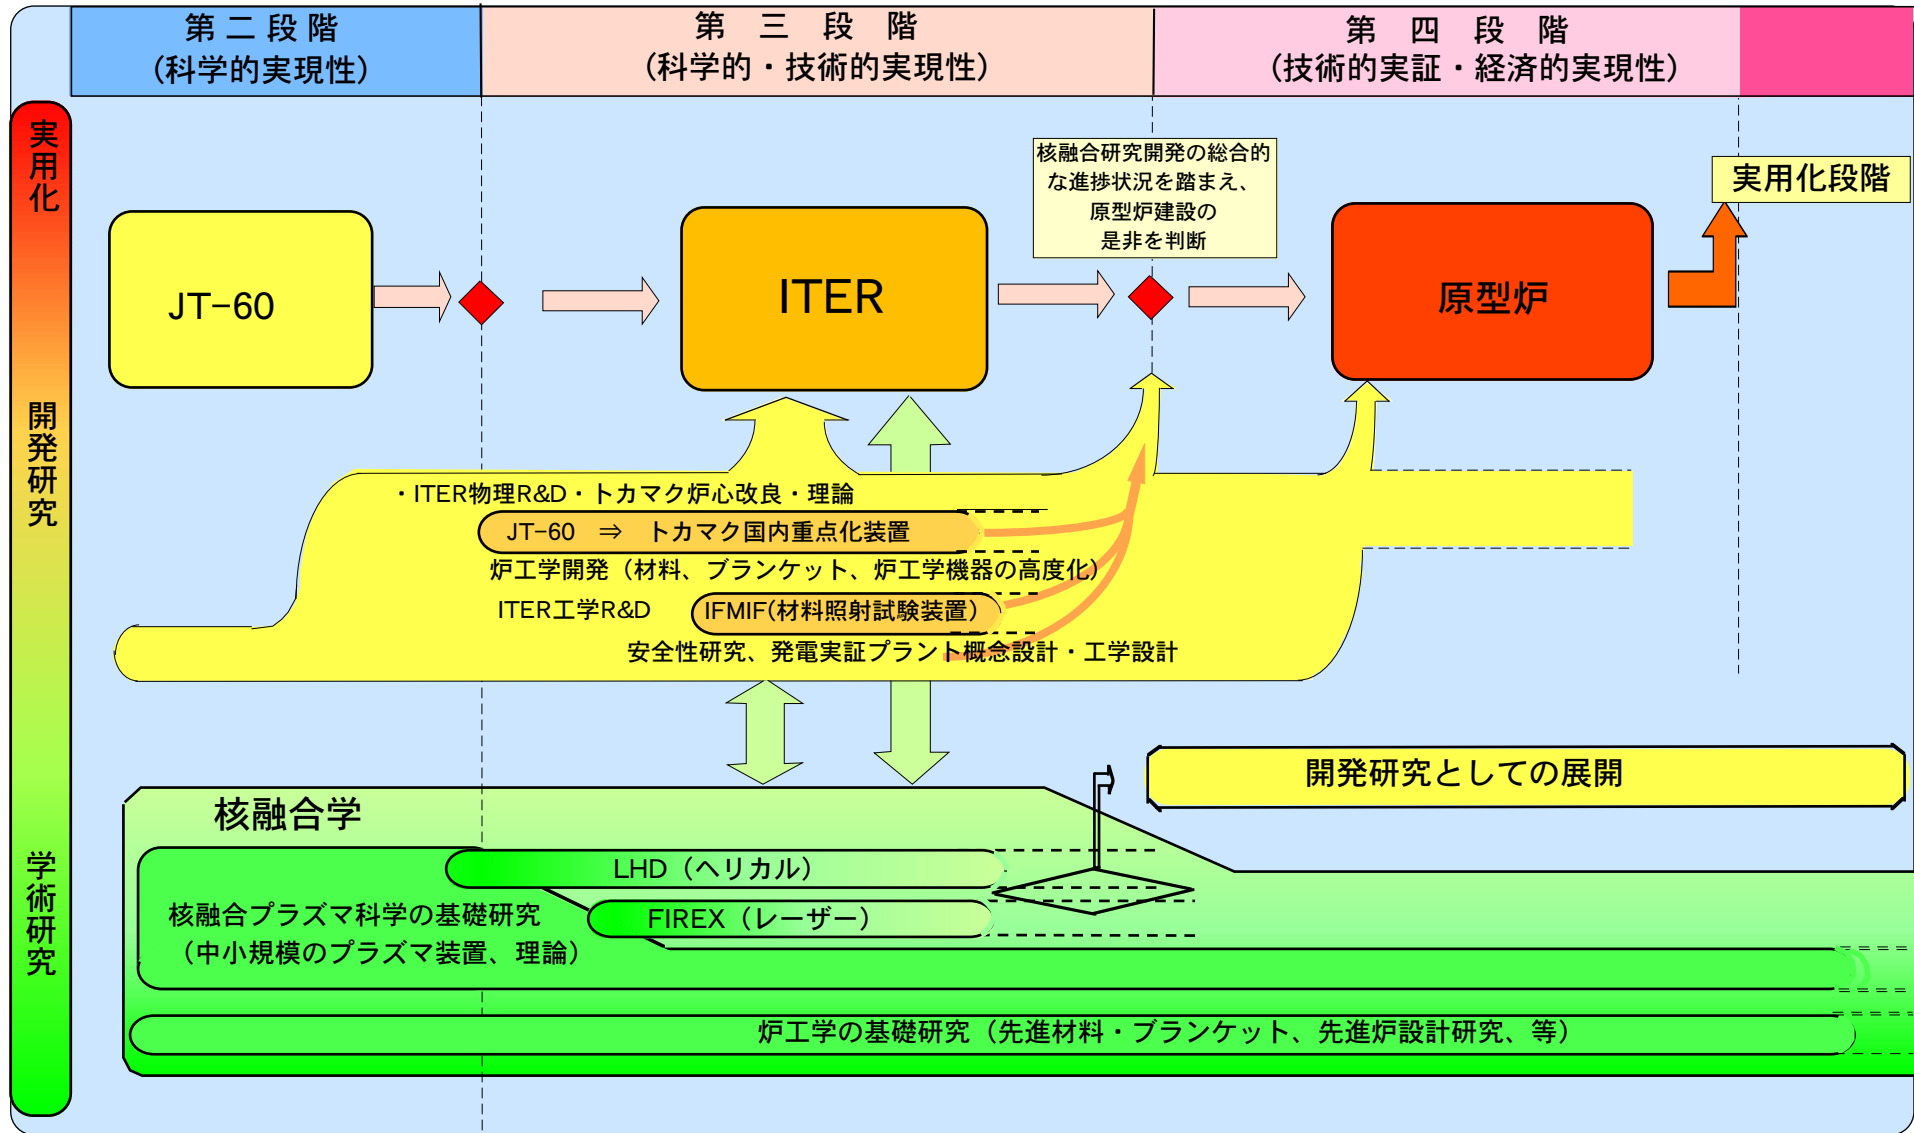 第二段階
（科学的実現性）
第三段階
（科学的・技術的実現性）
第四段階
（技術的実証・経済的実現性）
実用化
開発研究
学術研究
核融合研究開発の総合的
な進捗状況を踏まえ、
原型炉建設の
是非を判断
実用化段階
JT−60
ITER
原型炉
・ITER物理R&D・トカマク炉心改良・理論
JT−60 ⇒ トカマク国内重点化装置
炉工学開発（材料、ブランケット、炉工学機器の高度化）
ITER工学R&D
IFMIF(材料照射試験装置）
安全性研究、発電実証プラント概念設計・工学設計
開発研究としての展開
核融合学
LHD（ヘリカル）
核融合プラズマ科学の基礎研究
（中小規模のプラズマ装置、理論）
FIREX（レーザー）
炉工学の基礎研究（先進材料・ブランケット、先進炉設計研究、等）